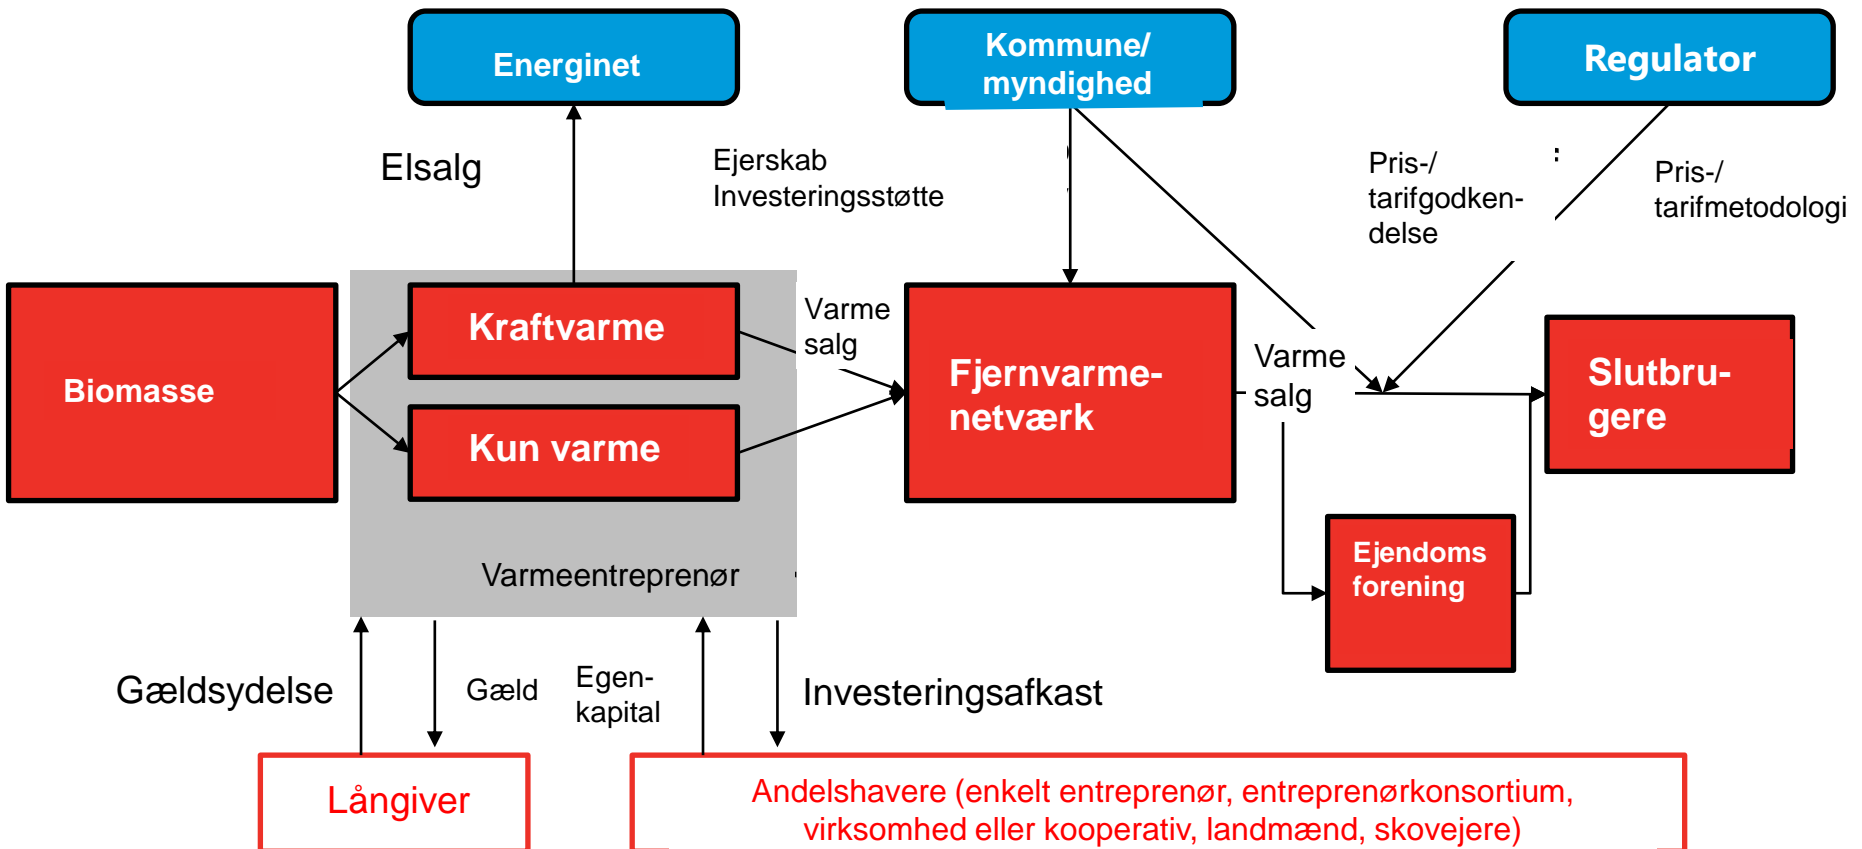 Energinet
Kommune/
myndighed
Regulator
Elsalg
Ejerskab
Investeringsstøtte
Pris-/
tarifgodken-
delse
Pris-/
tarifmetodologi
Biomasse
Kraftvarme
Kun varme
Varmeentreprenør
Varme
salg
Fjernvarme-
netværk
Varme
salg
Slutbru-
gere
Ejendoms
forening
Gældsydelse
Gæld
Egen-
kapital
Investeringsafkast
Långiver
Andelshavere (enkelt entreprenør, entreprenørkonsortium,
virksomhed eller kooperativ, landmænd, skovejere)